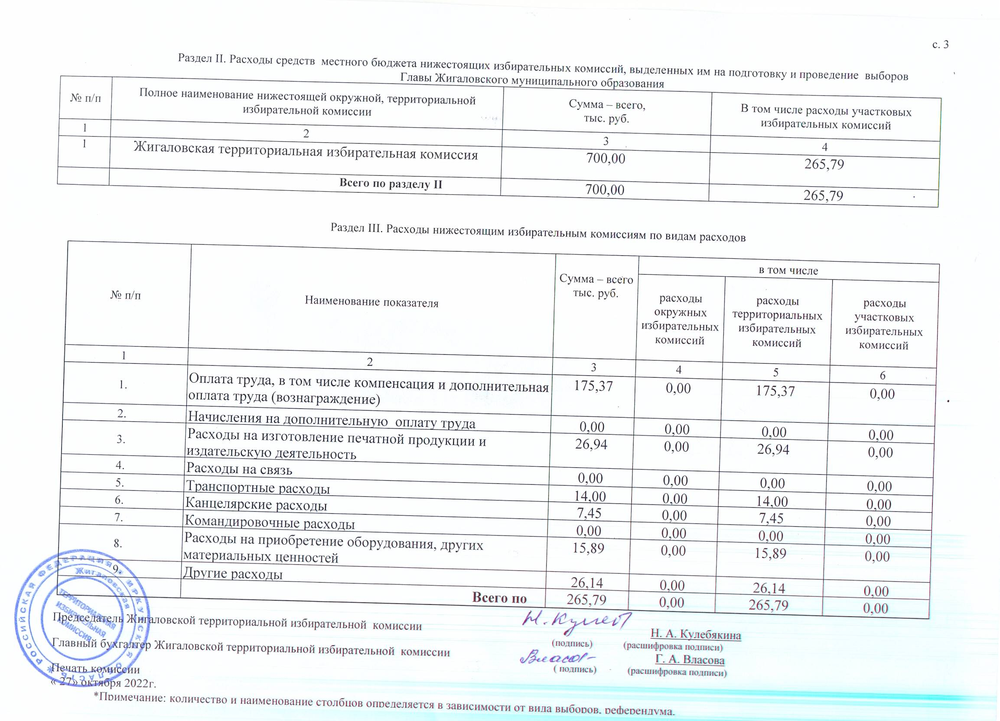 с. 3
Раздел II. Расходы средств местного бюджета нижестоящих избирательных комиссий, выделенных им на подготовку и проведение выборов
Главы Жигаловского муниципального образования
№ п/п
Полное наименование нижестоящей окружной, территориальной
избирательной комиссии
Сумма – всего,
тыс. руб.
В том числе расходы участковых
избирательных комиссий
1 2 3 4
1 Жигаловская территориальная избирательная комиссия 700,00 265,79
Всего по разделу II 700,00 265,79
Раздел III. Расходы нижестоящим избирательным комиссиям по видам расходов
№ п/п
Наименование показателя
Сумма – всего
тыс. руб.
в том числе
расходы
окружных
избирательных
комиссий
расходы
территориальных
избирательных
комиссий
расходы
участковых
избирательных
комиссий
1 2 3 4 5 6
1. Оплата труда, в том числе компенсация и дополнительная 175,37 0,00 175,37 0,00
оплата труда (вознаграждение)
2. Начисления на дополнительную оплату труда 0,00 0,00 0,00 0,00
3. Расходы на изготовление печатной продукции и 26,94 0,00 26,94 0,00
издательскую деятельность
4. Расходы на связь 0,00 0,00 0,00 0,00
5. Транспортные расходы 14,00 0,00 14,00 0,00
6. Канцелярские расходы 7,45 0,00 7,45 0,00
7. Командировочные расходы 0,00 0,00 0,00 0,00
8. Расходы на приобретение оборудования, других 15,89 0,00 15,89 0,00
материальных ценностей
9. Другие расходы 26,14 0,00 26,14 0,00
Всего по 265,79 0,00 265,79 0,00
РОССИЙСКАЯ ФЕДЕРАЦИЯ * ИРКУТСКАЯ ОБЛАСТЬ *
Жигаловская
ТЕРРИТОРИАЛЬНАЯ
ИЗБИРАТЕЛЬНАЯ
КОМИССИЯ
Председатель Жигаловской территориальной избирательной комиссии Н. А. Кулебякина
(подпись) (расшифровка подписи)
Главный бухгалтер Жигаловской территориальной избирательной комиссии Г. А. Власова
( подпись) (расшифровка подписи)
Печать комиссии
« 27» октября 2022г.
*Примечание: количество и наименование столбцов определяется в зависимости от вида выборов, референдума.